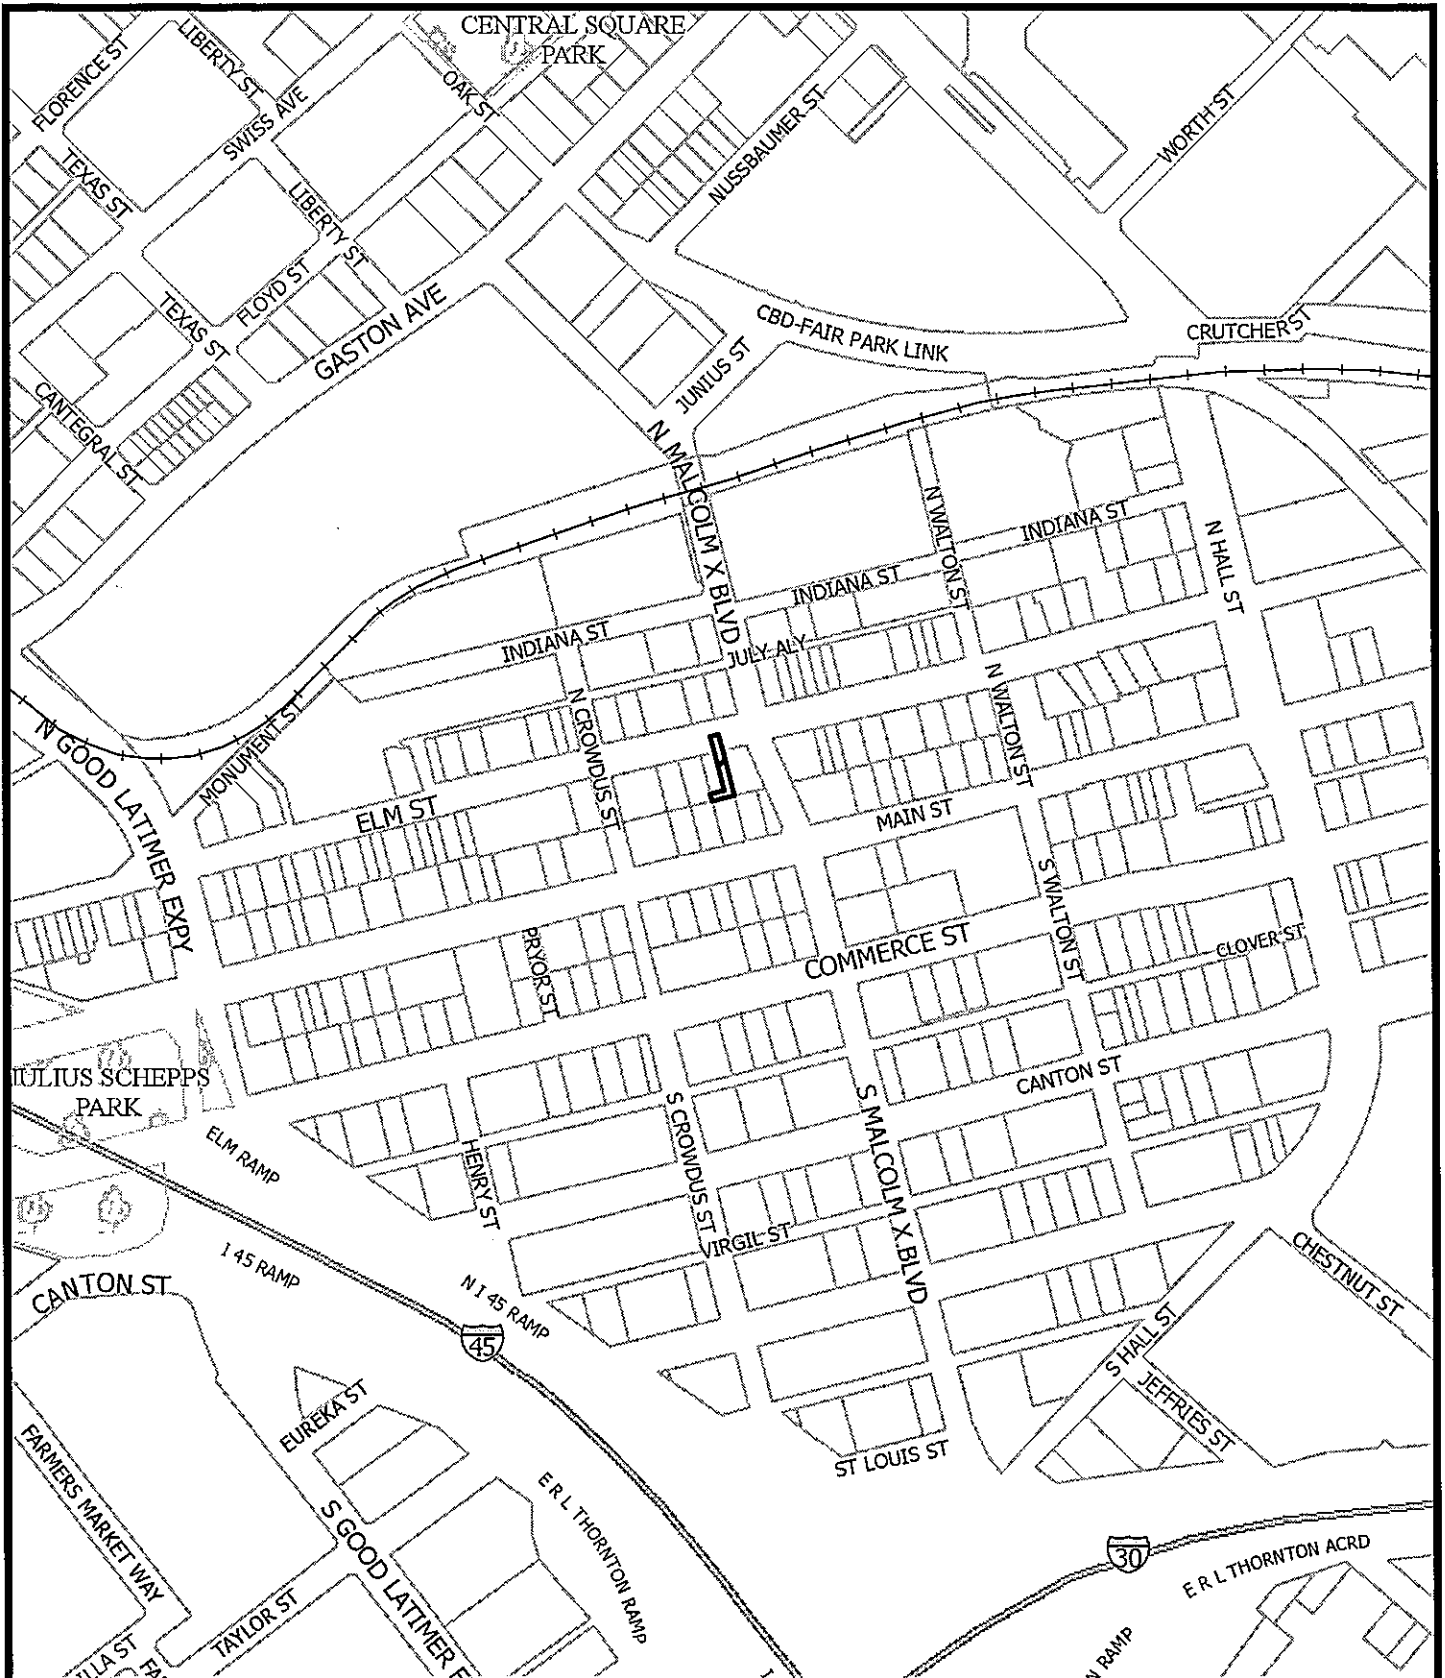 CENTRAL SQUARE
PARK
FLORENCE ST
LIBERTY ST
SWISS AVE
OAK ST
NUSSBAUMER ST
WORTH ST
TEXAS ST
LIBERTY ST
FLOYD ST
TEXAS ST
GASTON AVE
CBD-FAIR PARK LINK
CRUTCHER ST
JUNIUS ST
CANTEGRAL ST
N MALCOLM X BLVD
N WALTON ST
INDIANA ST
N HALL ST
INDIANA ST
INDIANA ST
JULY ALY
N CROWDUS ST
N WALTON ST
MONUMENT ST
N GOOD LATIMER EXPY
ELM ST
MAIN ST
S WALTON ST
PRYOR ST
COMMERCE ST
CLOVER ST
JULIUS SCHEPPS
PARK
CANTON ST
ELM RAMP
HENRY ST
S CROWDUS ST
S MALCOLM X BLVD
VIRGIL ST
I 45 RAMP
N I 45 RAMP
CANTON ST
45
CHESTNUT ST
S HALL ST
JEFFRIES ST
EUREKA ST
ST LOUIS ST
FARMERS MARKET WAY
S GOOD LATIMER E
E R L THORNTON RAMP
30
E R L THORNTON ACRD
TAYLOR ST
ILLA ST
FA
N RAMP
I